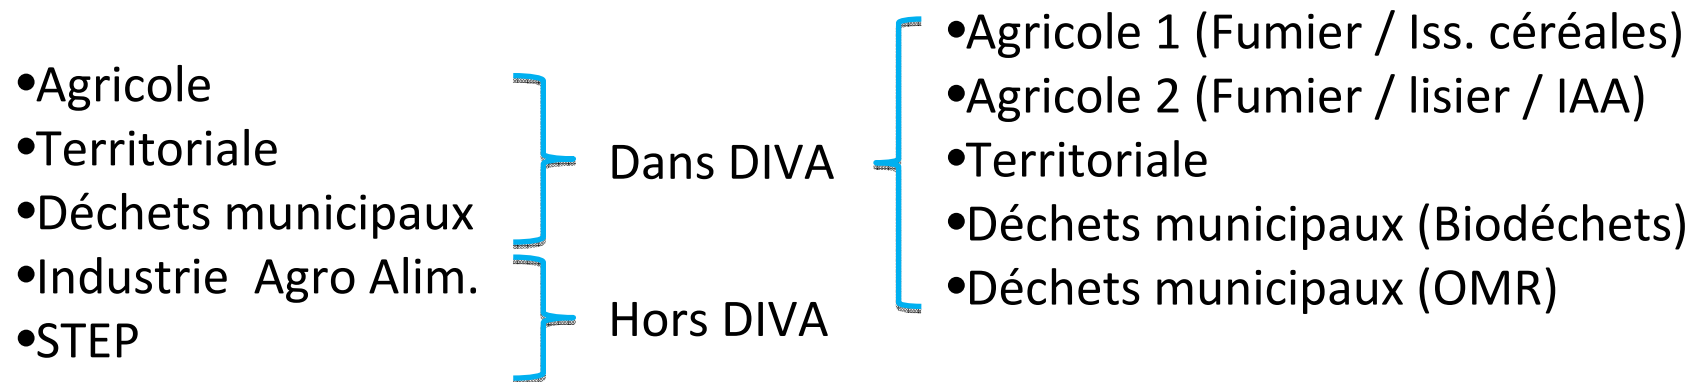 •Agricole
•Territoriale
•Déchets municipaux
•Industrie  Agro Alim.
•STEP
Dans DIVA
Hors DIVA
•Agricole 1 (Fumier / Iss. céréales)
•Agricole 2 (Fumier / lisier / IAA)
•Territoriale
•Déchets municipaux (Biodéchets)
•Déchets municipaux (OMR)